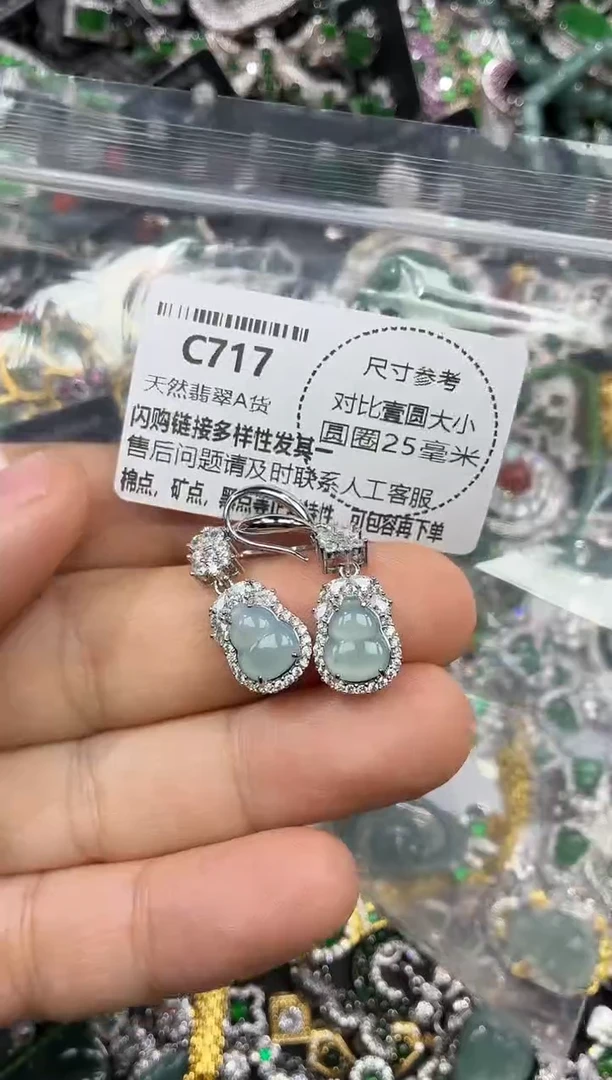 C717
天然翡翠A货
尺寸参考
对比壹圆大小
圆圈25毫米
闪购链接多样性发其一
售后问题请及时联系人工客服
棉点，矿点，
特性，可包容再下单